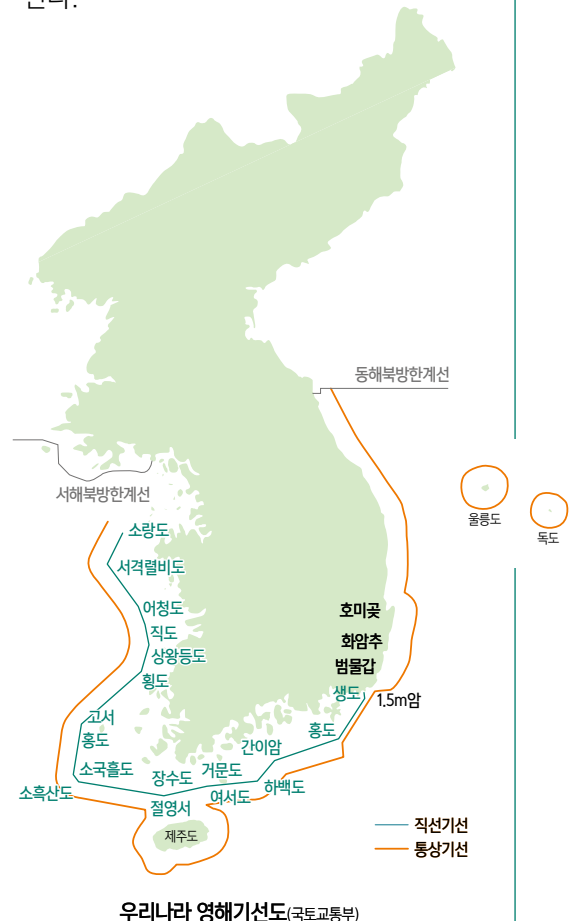 동해북방한계선
서해북방한계선
울릉도
독도
소랑도
서격렬비도
어청도
직도
상왕등도
횡도
고서
홍도
소국흘도
소흑산도
장수도
절영서
거문도
여서도
간이암
하백도
홍도
생도
1.5m암
호미곶
화암추
범물갑
제주도
직선기선
통상기선
우리나라 영해기선도(국토교통부)